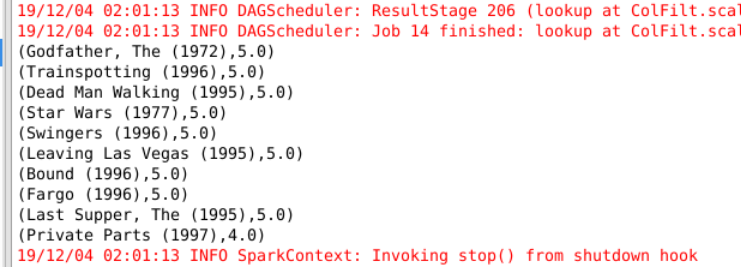 19/12/04 02:01:13 INFO DAGScheduler: ResultStage 206 (lookup at ColFilt.scal
19/12/04 02:01:13 INFO DAGScheduler: Job 14 finished: lookup at ColFilt.scal
(Godfather, The (1972),5.0)
(Trainspotting (1996),5.0)
(Dead Man Walking (1995),5.0)
(Star Wars (1977),5.0)
(Swingers (1996),5.0)
(Leaving Las Vegas (1995),5.0)
(Bound (1996),5.0)
(Fargo (1996),5.0)
(Last Supper, The (1995),5.0)
(Private Parts (1997),4.0)
19/12/04 02:01:13 INFO SparkContext: Invoking stop() from shutdown hook